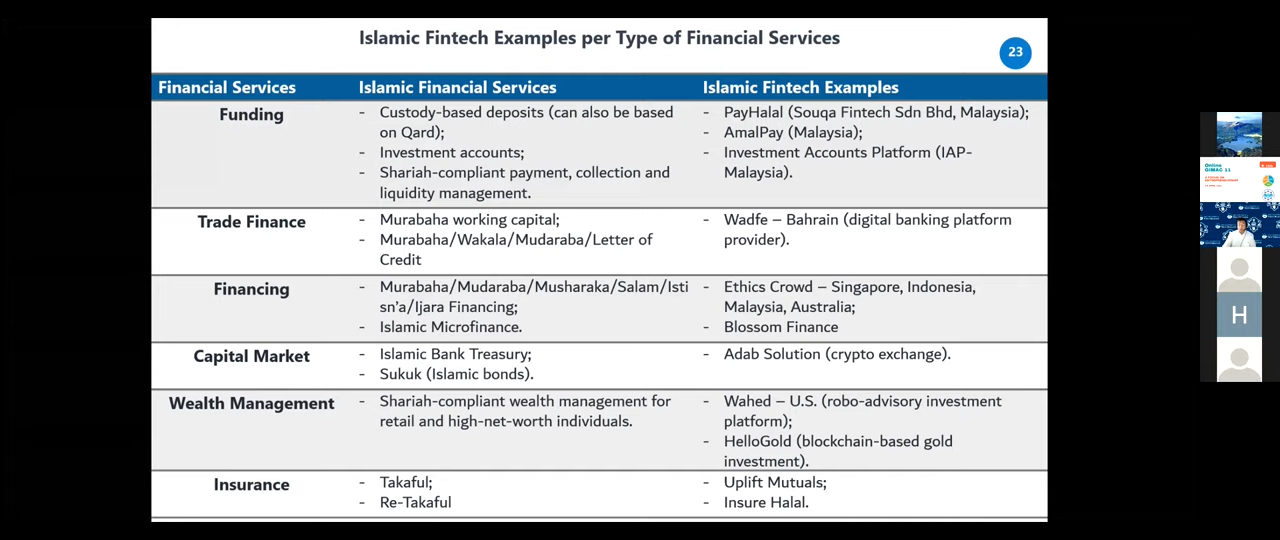 Islamic Fintech Examples per Type of Financial Services
23
Financial Services
Islamic Financial Services
Islamic Fintech Examples
Funding
- Custody-based deposits (can also be based
on Qard);
- Investment accounts;
- Shariah-compliant payment, collection and
liquidity management.
- PayHalal (Souqa Fintech Sdn Bhd, Malaysia);
- AmalPay (Malaysia);
- Investment Accounts Platform (IAP-
Malaysia).
Trade Finance
- Murabaha working capital;
- Murabaha/Wakala/Mudaraba/Letter of
Credit
- Wadfe – Bahrain (digital banking platform
provider).
Financing
- Murabaha/Mudaraba/Musharaka/Salam/Isti
sn’a/Ijara Financing;
- Islamic Microfinance.
- Ethics Crowd – Singapore, Indonesia,
Malaysia, Australia;
- Blossom Finance
Capital Market
- Islamic Bank Treasury;
- Sukuk (Islamic bonds).
- Adab Solution (crypto exchange).
Wealth Management
- Shariah-compliant wealth management for
retail and high-net-worth individuals.
- Wahed – U.S. (robo-advisory investment
platform);
- HelloGold (blockchain-based gold
investment).
Insurance
- Takaful;
- Re-Takaful
- Uplift Mutuals;
- Insure Halal.
Online
GIMAC 11
H